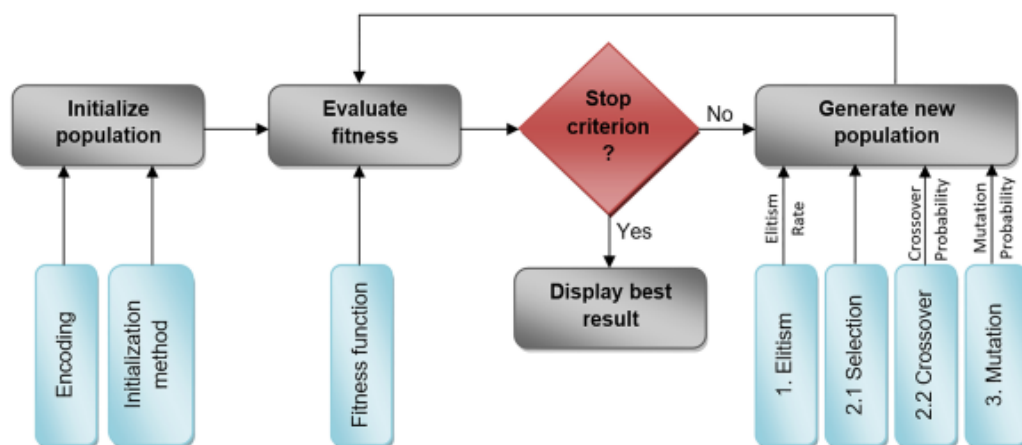 Initialize
population
Evaluate
fitness
Stop
criterion
?
No
Generate new
population
Yes
Display best
result
Encoding
Initialization
method
Fitness function
Elitism
Rate
Crossover
Probability
Mutation
Probability
1. Elitism
2.1 Selection
2.2 Crossover
3. Mutation